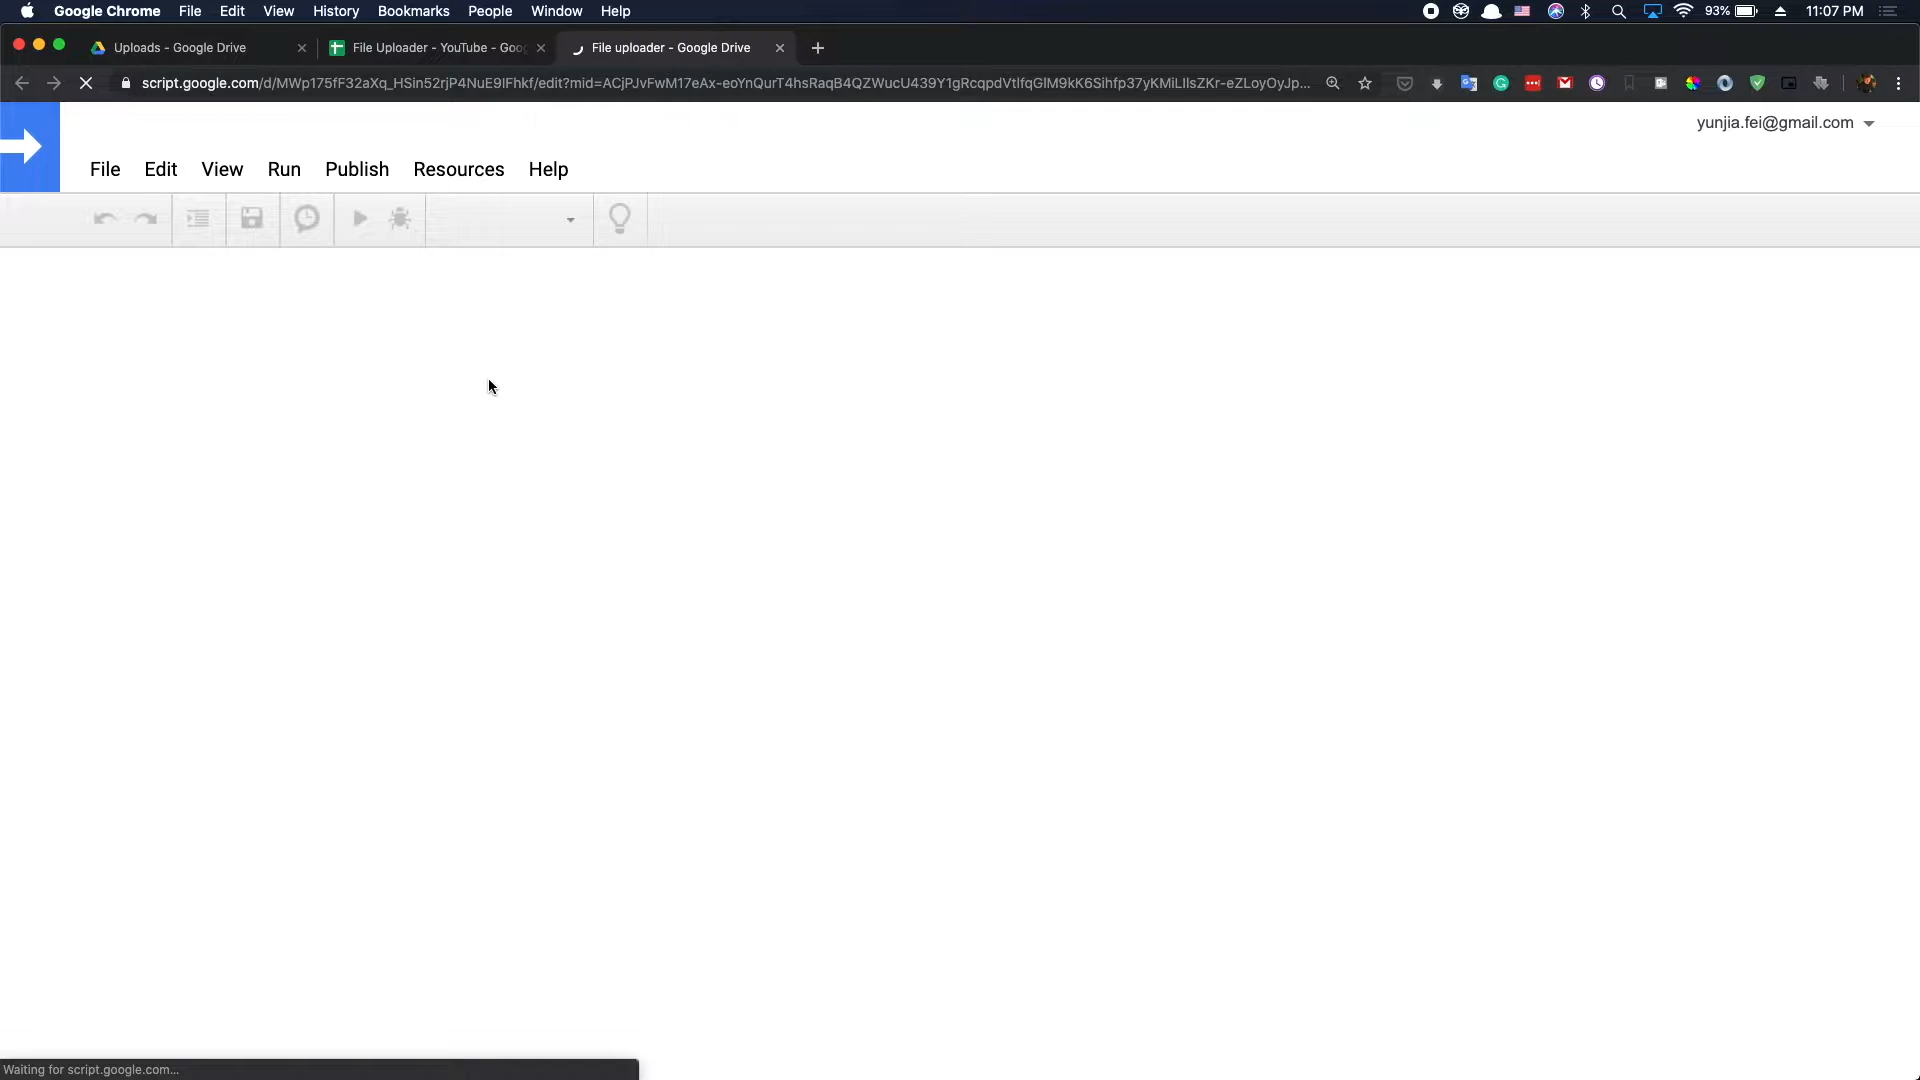 Google Chrome File Edit View History Bookmarks People Window Help 93% 11:07 PM
Uploads - Google Drive File Uploader - YouTube - Goo File uploader - Google Drive
script.google.com/d/MWp175fF32aXq_HSin52rjP4NuE9lFhkf/edit?mid=ACjPJvFwM17eAx-eoYnQurT4hsRaqB4QZWucU439Y1gRcqpdVtIfqGlM9kK6Sihfp37yKMiLIlsZKr-eZLoyOyJp...
yunjia.fei@gmail.com
File Edit View Run Publish Resources Help
Waiting for script.google.com...